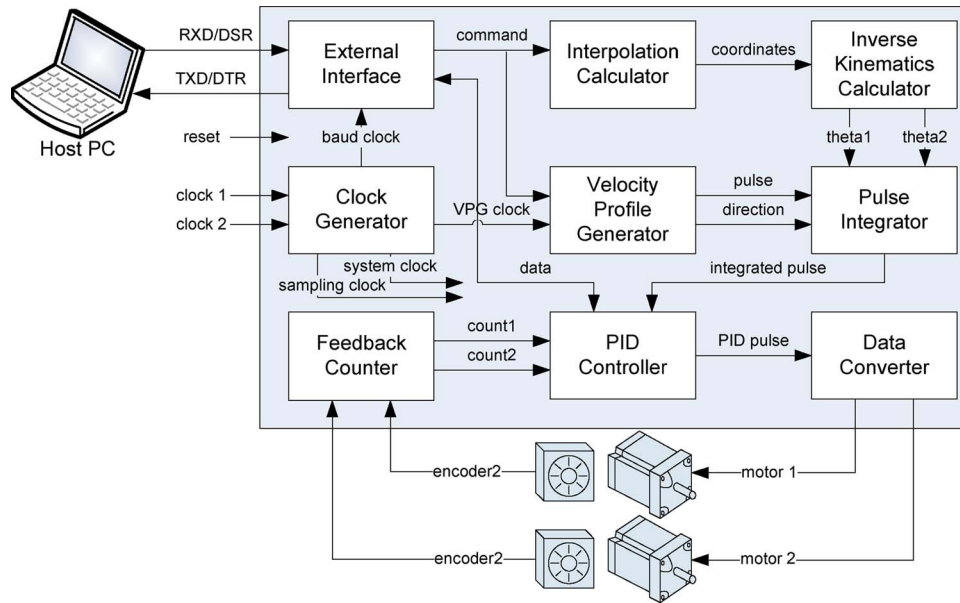 RXD/DSR
TXD/DTR
Host PC
reset
clock 1
clock 2
External
Interface
command
Interpolation
Calculator
coordinates
Inverse
Kinematics
Calculator
baud clock
theta1
theta2
Clock
Generator
VPG clock
Velocity
Profile
Generator
pulse
direction
Pulse
Integrator
system clock
sampling clock
data
integrated pulse
Feedback
Counter
count1
count2
PID
Controller
PID pulse
Data
Converter
encoder2
motor 1
encoder2
motor 2